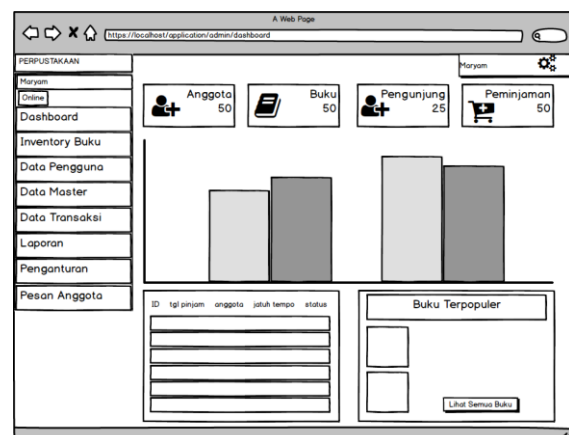 A Web Page
https://localhost/application/admin/dashboard
PERPUSTAKAAN
Maryam
Maryam
Online
Dashboard
Inventory Buku
Data Pengguna
Data Master
Data Transaksi
Laporan
Penganturan
Pesan Anggota
Anggota
50
Buku
50
Pengunjung
25
Peminjaman
50
ID tgl pinjam anggota jatuh tempo status
Buku Terpopuler
Lihat Semua Buku